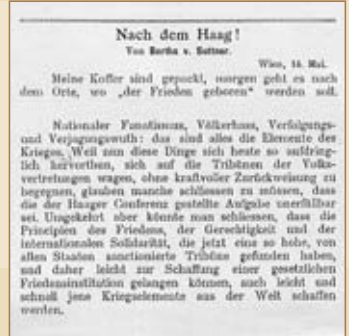 Nach dem Haag!
Von Bertha v. Suttner.
Wien, 14. Mai.
Meine Koffer sind gepackt, morgen geht es nach
dem Orte, wo „der Frieden geboren“ werden soll.
Nationaler Fanatismus, Völkerhass, Verfolgungs-
und Verjagungswuth: das sind alles die Elemente des
Krieges. Weil nun diese Dinge sich heute so aufdring-
lich hervorthun, sich auf die Tribünen der Volks-
vertretungen wagen, ohne kraftvoller Zurückweisung zu
begegnen, glauben manche schliessen zu müssen, dass
die der Haager Conferenz gestellte Aufgabe unerfüllbar
sei. Umgekehrt aber könnte man schliessen, dass die
Principien des Friedens, der Gerechtigkeit und der
internationalen Solidarität, die jetzt eine so hohe, von
allen Staaten sanctionierte Tribüne gefunden haben,
und daher leicht zur Schaffung einer gesetzlichen
Friedensinstitution gelangen können, auch leicht und
schnell jene Kriegselemente aus der Welt schaffen
werden.